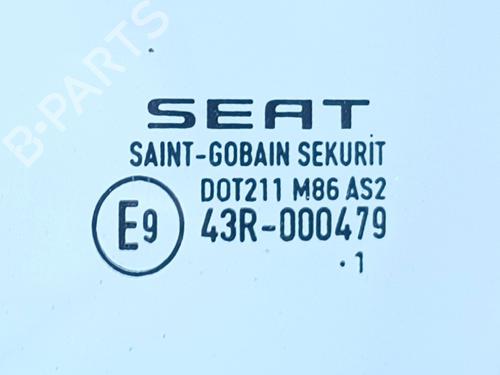 B-PARTS
SEAT
SAINT-GOBAIN SEKURIT
DOT211 M86 AS2
E9 43R-000479
. 1